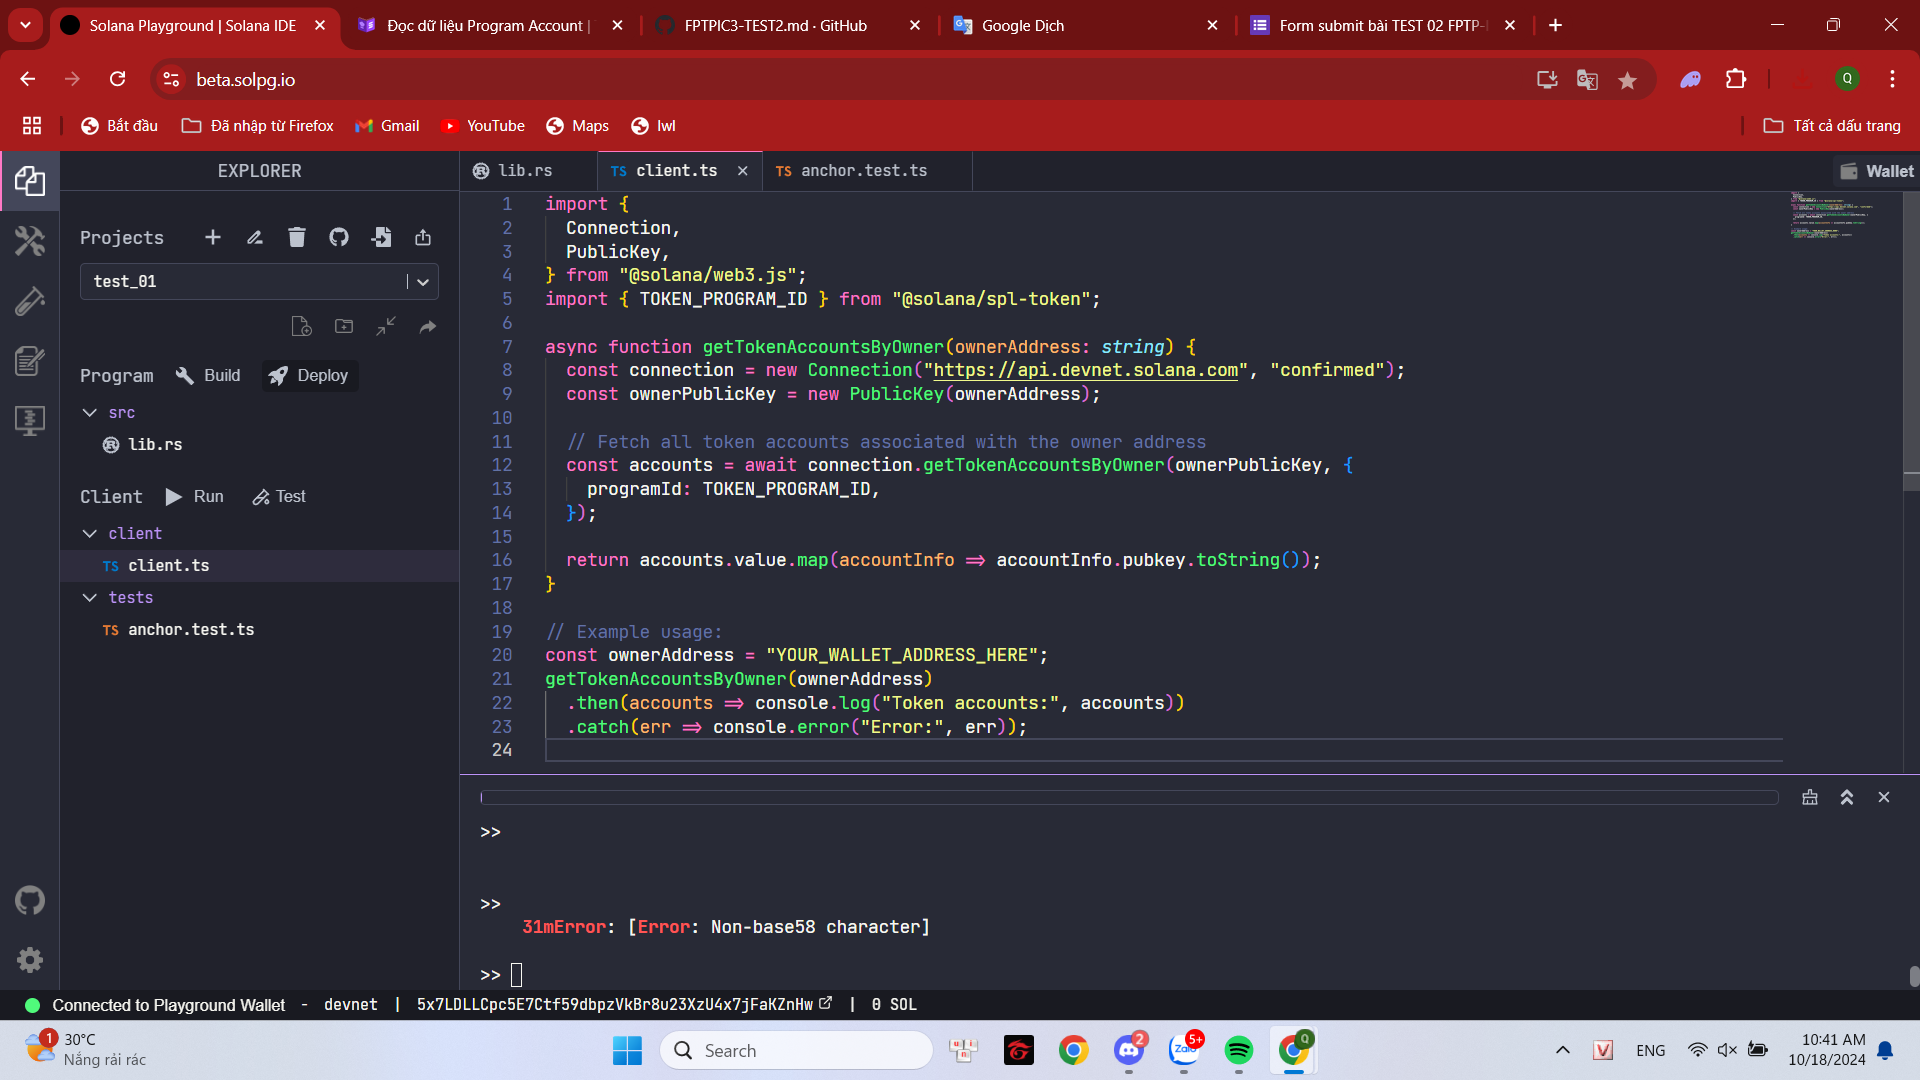 Solana Playground | Solana IDE
Đọc dữ liệu Program Account |
FPTPIC3-TEST2.md · GitHub
Google Dịch
Form submit bài TEST 02 FPTP-
beta.solpg.io
Q
Bắt đầu
Đã nhập từ Firefox
Gmail
YouTube
Maps
lwl
Tất cả dấu trang
EXPLORER
lib.rs
TS client.ts
TS anchor.test.ts
Wallet
Projects
test_01
Program
Build
Deploy
src
lib.rs
Client
Run
Test
client
TS client.ts
tests
TS anchor.test.ts
1 import {
2 Connection,
3 PublicKey,
4 } from "@solana/web3.js";
5 import { TOKEN_PROGRAM_ID } from "@solana/spl-token";
6
7 async function getTokenAccountsByOwner(ownerAddress: string) {
8 const connection = new Connection("https://api.devnet.solana.com", "confirmed");
9 const ownerPublicKey = new PublicKey(ownerAddress);
10
11 // Fetch all token accounts associated with the owner address
12 const accounts = await connection.getTokenAccountsByOwner(ownerPublicKey, {
13 programId: TOKEN_PROGRAM_ID,
14 });
15
16 return accounts.value.map(accountInfo => accountInfo.pubkey.toString());
17 }
18
19 // Example usage:
20 const ownerAddress = "YOUR_WALLET_ADDRESS_HERE";
21 getTokenAccountsByOwner(ownerAddress)
22 .then(accounts => console.log("Token accounts:", accounts))
23 .catch(err => console.error("Error:", err));
24
>>
>>
31mError: [Error: Non-base58 character]
>>
Connected to Playground Wallet - devnet | 5x7LDLLCpc5E7Ctf59dbpzVkBr8u23XzU4x7jFaKZnHw | 0 SOL
1
30°C
Nắng rải rác
Search
2
Zalo
5+
Q
V
ENG
10:41 AM
10/18/2024